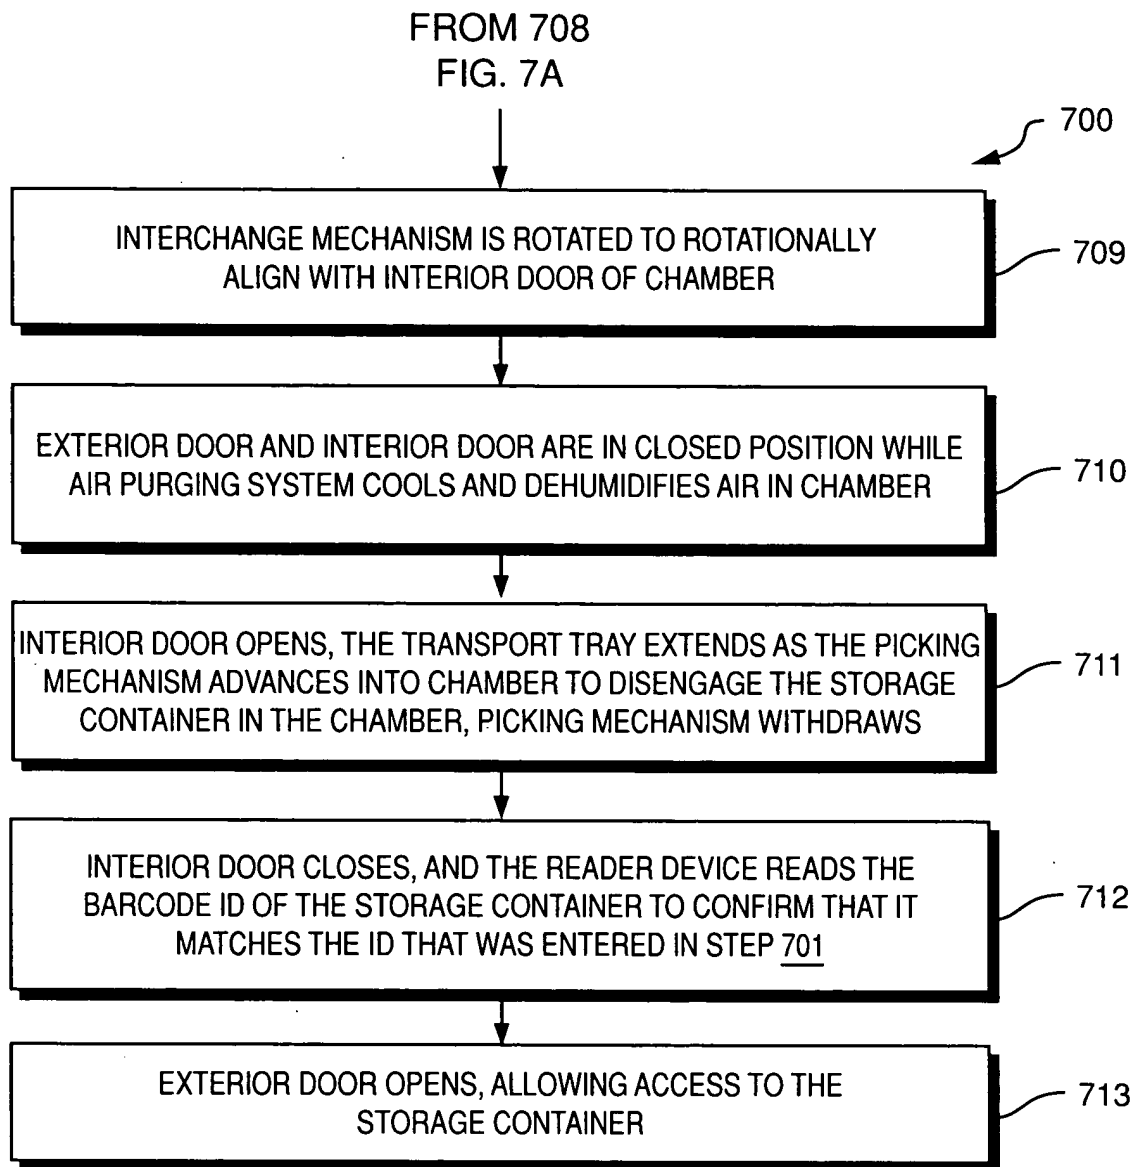 FROM 708
FIG. 7A
700
INTERCHANGE MECHANISM IS ROTATED TO ROTATIONALLY
ALIGN WITH INTERIOR DOOR OF CHAMBER
709
EXTERIOR DOOR AND INTERIOR DOOR ARE IN CLOSED POSITION WHILE
AIR PURGING SYSTEM COOLS AND DEHUMIDIFIES AIR IN CHAMBER
710
INTERIOR DOOR OPENS, THE TRANSPORT TRAY EXTENDS AS THE PICKING
MECHANISM ADVANCES INTO CHAMBER TO DISENGAGE THE STORAGE
CONTAINER IN THE CHAMBER, PICKING MECHANISM WITHDRAWS
711
INTERIOR DOOR CLOSES, AND THE READER DEVICE READS THE
BARCODE ID OF THE STORAGE CONTAINER TO CONFIRM THAT IT
MATCHES THE ID THAT WAS ENTERED IN STEP 701
712
EXTERIOR DOOR OPENS, ALLOWING ACCESS TO THE
STORAGE CONTAINER
713